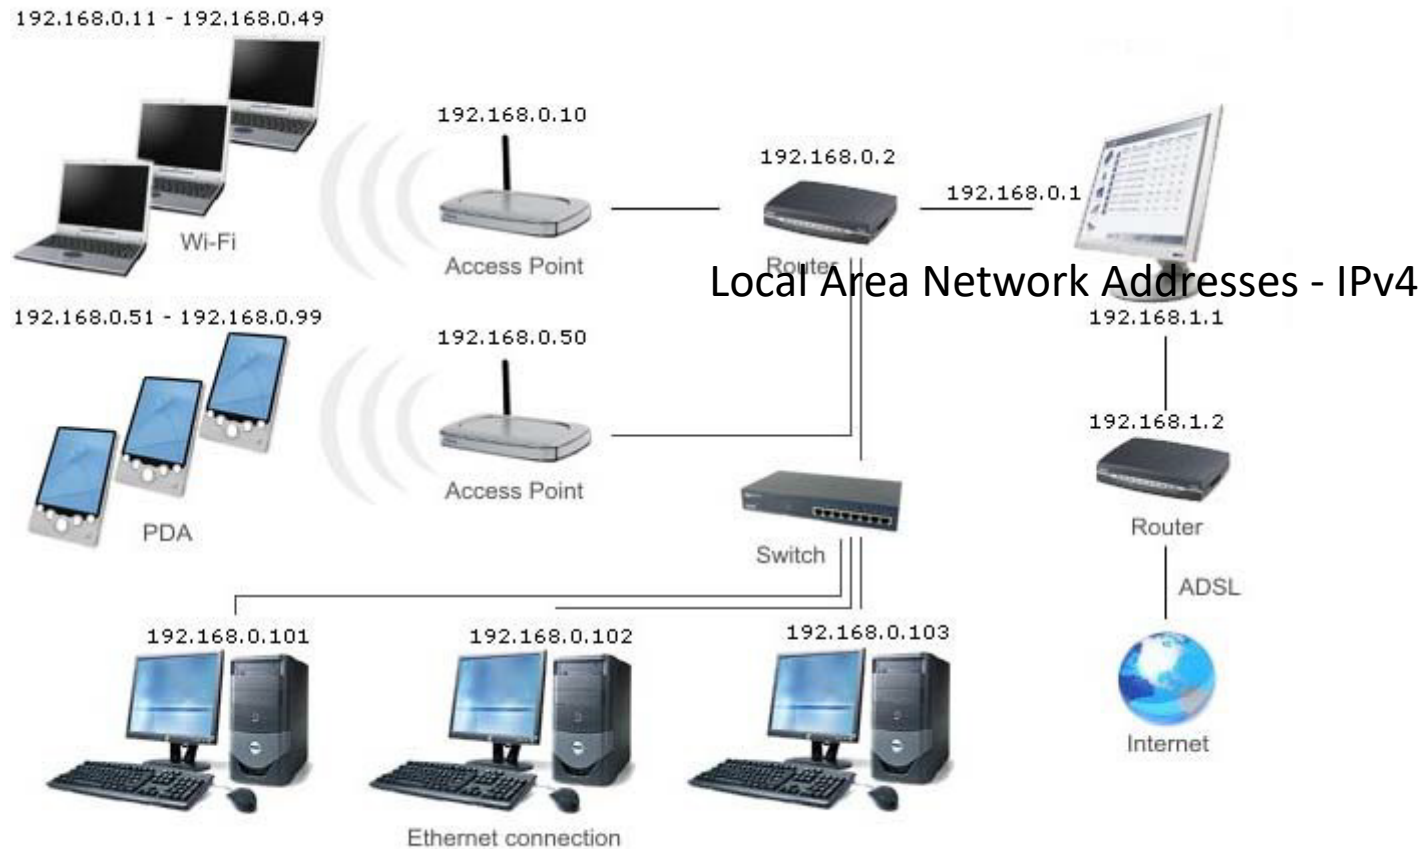 192.168.0.11 - 192.168.0.49
192.168.0.10
192.168.0.2
192.168.0.1
Wi-Fi
Access Point
Router
Local Area Network Addresses - IPv4
192.168.0.51 - 192.168.0.99
192.168.0.50
192.168.1.1
192.168.1.2
Access Point
PDA
Switch
Router
ADSL
192.168.0.101
192.168.0.102
192.168.0.103
Internet
Ethernet connection